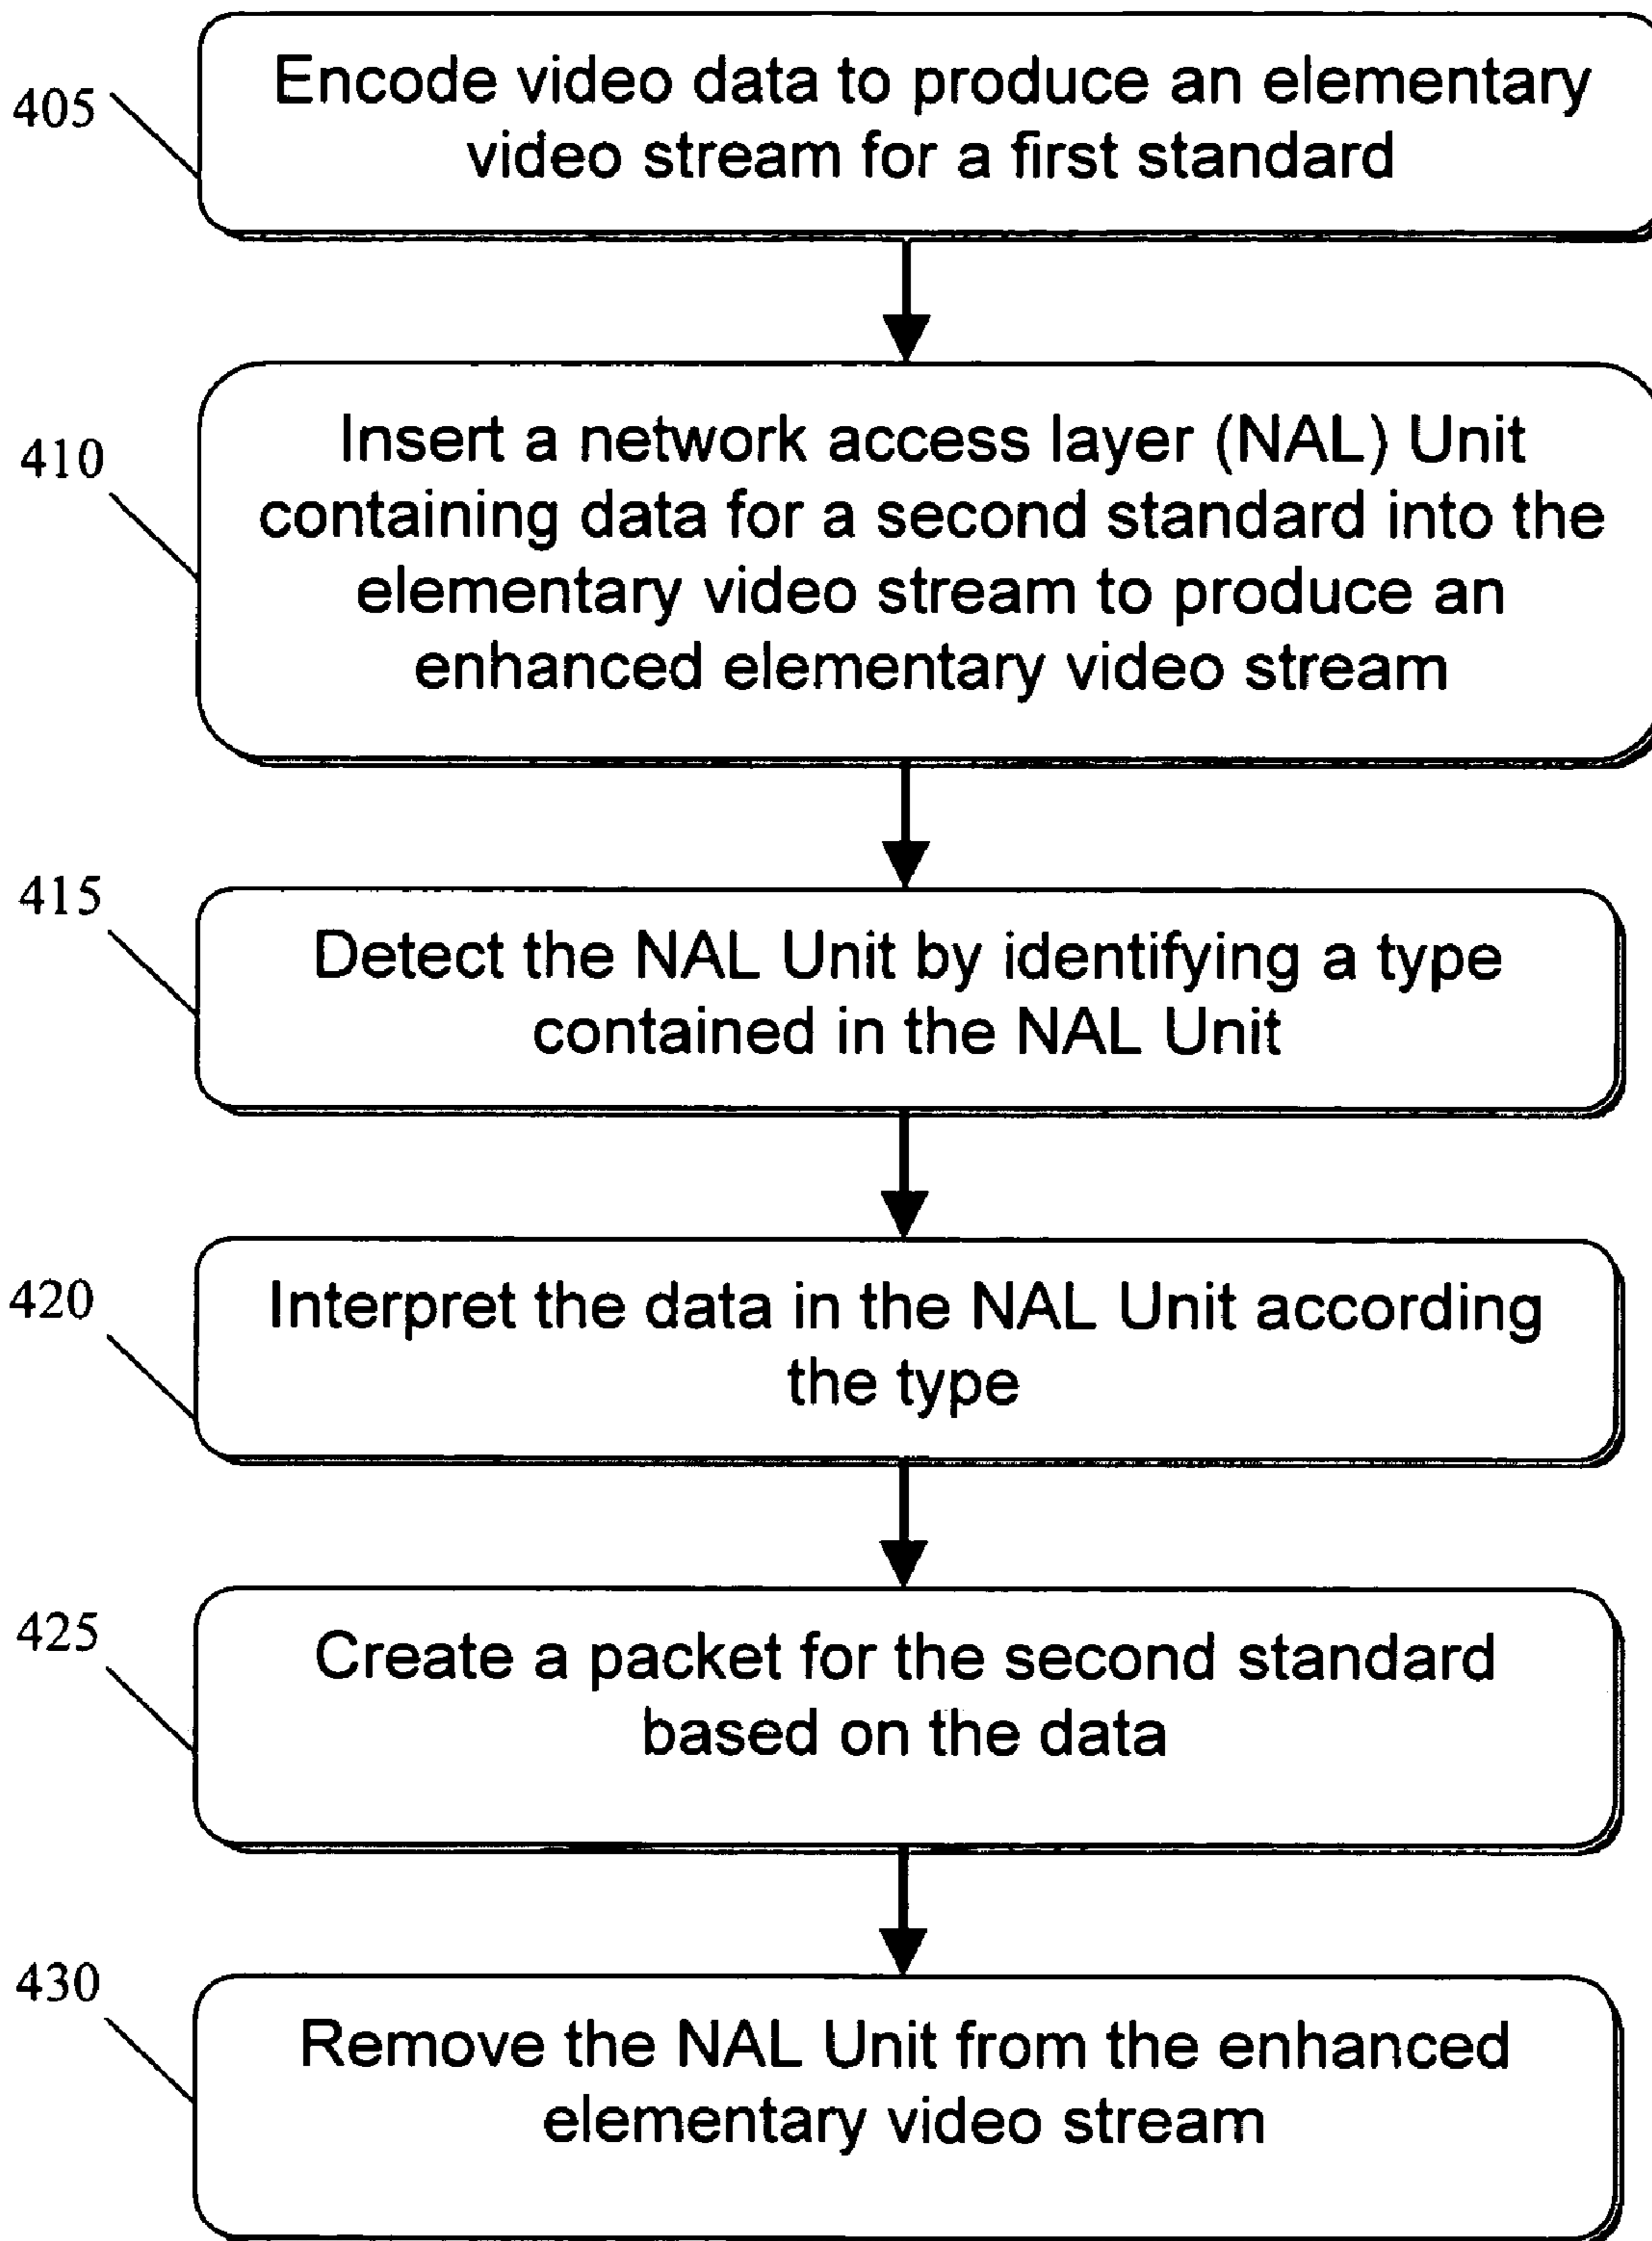 405
Encode video data to produce an elementary
video stream for a first standard
410
Insert a network access layer (NAL) Unit
containing data for a second standard into the
elementary video stream to produce an
enhanced elementary video stream
415
Detect the NAL Unit by identifying a type
contained in the NAL Unit
420
Interpret the data in the NAL Unit according
the type
425
Create a packet for the second standard
based on the data
430
Remove the NAL Unit from the enhanced
elementary video stream